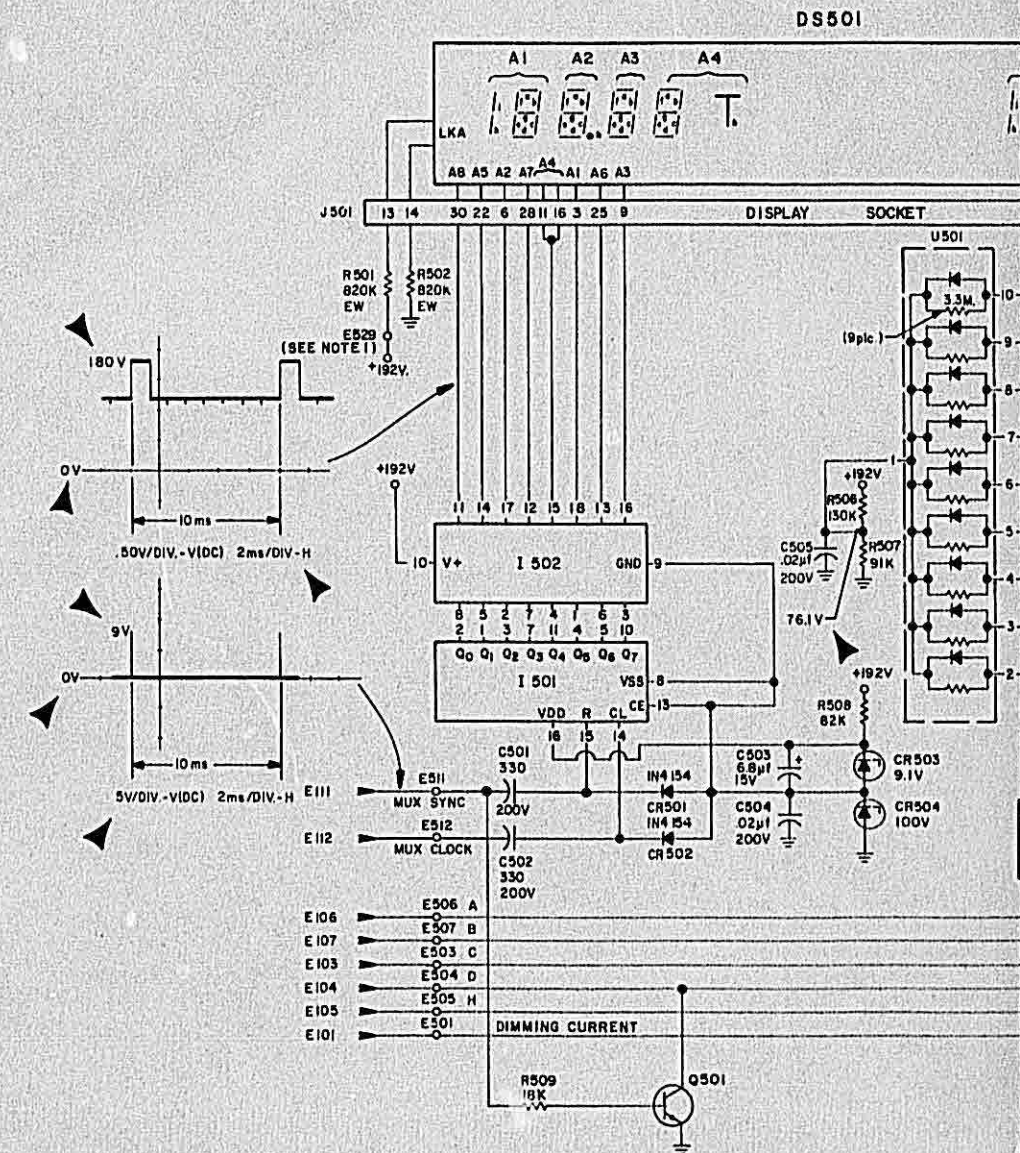 DS501
A1 A2 A3 A4
LKA
A8 A5 A2 A7 A4 A1 A6 A3
J501 13 14 30 22 6 28 11 16 3 25 9 DISPLAY SOCKET
U501
R501 820K EW
R502 820K EW
E529
(SEE NOTE 1)
+192V.
180V
0V
10ms
.50V/DIV.-V(DC) 2ms/DIV-H
9V
0V
10ms
5V/DIV.-V(DC) 2ms/DIV.-H
+192V
11 14 17 12 15 18 13 16
10 V+ I 502 GND 9
8 5 2 7 4 1 6 3
2 1 3 7 11 4 5 10
Q0 Q1 Q2 Q3 Q4 Q5 Q6 Q7
I 501
VSS 8
CE 13
VDD R CL
16 15 14
3.3M.
(9plc.)
10
9
8
7
1
6
5
4
3
2
+192V
R506
130K
C505
.02µf
200V
R507
91K
76.1V
+192V
R508
82K
C501
330
200V
C503
6.8µf
15V
+
CR503
9.1V
1N4154
CR501
1N4154
CR502
C504
.02µf
200V
CR504
100V
E111 E511
MUX SYNC
E112 E512
MUX CLOCK
C502
330
200V
E106 E506 A
E107 E507 B
E103 E503 C
E104 E504 D
E105 E505 H
E101 E501 DIMMING CURRENT
R509
18K
Q501